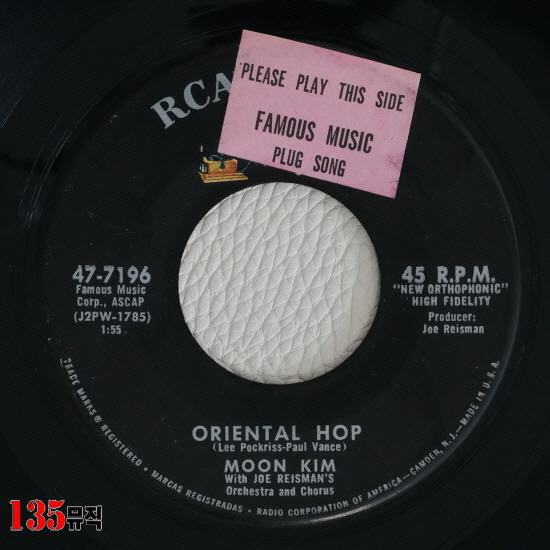 RCA
PLEASE PLAY THIS SIDE
FAMOUS MUSIC
PLUG SONG
47-7196
Famous Music
Corp., ASCAP
(J2PW-1785)
1:55
45 R.P.M.
"NEW ORTHOPHONIC"
HIGH FIDELITY
Producer:
Joe Reisman
ORIENTAL HOP
(Lee Pockriss-Paul Vance)
MOON KIM
With JOE REISMAN'S
Orchestra and Chorus
TRADE MARKS ® REGISTERED • MARCAS REGISTRADAS • RADIO CORPORATION OF AMERICA—CAMDEN, N.J.—MADE IN U.S.A.
135뮤직